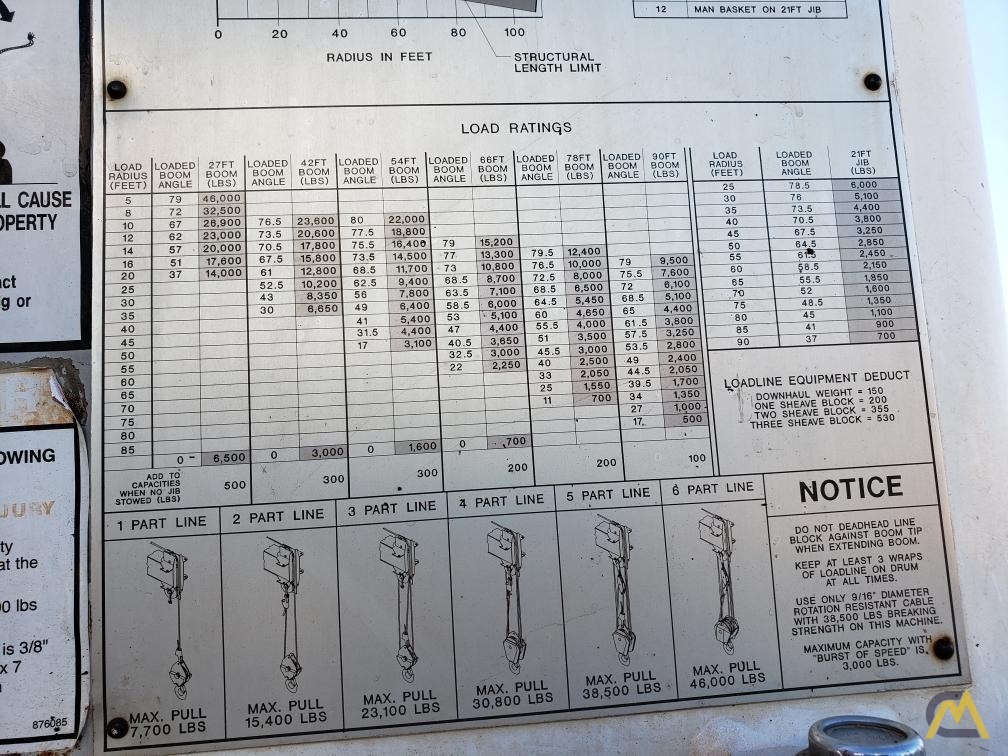 12 MAN BASKET ON 21FT JIB
0 20 40 60 80 100
RADIUS IN FEET
STRUCTURAL
LENGTH LIMIT
LOAD RATINGS
LOAD RADIUS (FEET) LOADED BOOM ANGLE 27FT BOOM (LBS) LOADED BOOM ANGLE 42FT BOOM (LBS) LOADED BOOM ANGLE 54FT BOOM (LBS) LOADED BOOM ANGLE 66FT BOOM (LBS) LOADED BOOM ANGLE 78FT BOOM (LBS) LOADED BOOM ANGLE 90FT BOOM (LBS)
5 79 46,000
8 72 32,500
10 67 26,900 76.5 23,600 80 22,000
12 62 23,000 73.5 20,600 77.5 18,800
14 57 20,000 70.5 17,800 75.5 16,400 79 15,200
16 51 17,600 67.5 15,800 73.5 14,500 77 13,300 79.5 12,400
20 37 14,000 61 12,800 68.5 11,700 73 10,800 76.5 10,000 79 9,500
25 52.5 10,200 62.5 9,400 68.5 8,700 72.5 8,000 75.5 7,600
30 43 8,350 56 7,800 63.5 7,100 68.5 6,500 72 6,100
35 30 6,650 49 6,400 58.5 6,000 64.5 5,450 68.5 5,100
40 41 5,400 53 5,100 60 4,650 65 4,400
45 31.5 4,400 47 4,400 55.5 4,000 61.5 3,800
50 17 3,100 40.5 3,650 51 3,500 57.5 3,250
55 32.5 3,000 45.5 3,000 53.5 2,800
60 22 2,250 40 2,500 49 2,400
65 33 2,050 44.5 2,050
70 25 1,550 39.5 1,700
75 11 700 34 1,350
80 27 1,000
85 17 500
0 6,500 0 3,000 0 1,600 0 700
ADD TO
CAPACITIES
WHEN NO JIB
STOWED (LBS)
500 300 300 200 200 100
LOAD RADIUS (FEET) LOADED BOOM ANGLE 21FT JIB (LBS)
25 78.5 6,000
30 76 5,100
35 73.5 4,400
40 70.5 3,800
45 67.5 3,250
50 64.5 2,850
55 61.5 2,450
60 58.5 2,150
65 55.5 1,850
70 52 1,600
75 48.5 1,350
80 45 1,100
85 41 900
90 37 700
LOADLINE EQUIPMENT DEDUCT
DOWNHAUL WEIGHT = 150
ONE SHEAVE BLOCK = 200
TWO SHEAVE BLOCK = 355
THREE SHEAVE BLOCK = 530
1 PART LINE
MAX. PULL
7,700 LBS
2 PART LINE
MAX. PULL
15,400 LBS
3 PART LINE
MAX. PULL
23,100 LBS
4 PART LINE
MAX. PULL
30,800 LBS
5 PART LINE
MAX. PULL
38,500 LBS
6 PART LINE
MAX. PULL
46,000 LBS
NOTICE
DO NOT DEADHEAD LINE
BLOCK AGAINST BOOM TIP
WHEN EXTENDING BOOM.
KEEP AT LEAST 3 WRAPS
OF LOADLINE ON DRUM
AT ALL TIMES.
USE ONLY 9/16" DIAMETER
ROTATION RESISTANT CABLE
WITH 38,500 LBS BREAKING
STRENGTH ON THIS MACHINE.
MAXIMUM CAPACITY WITH
"BURST OF SPEED" IS
3,000 LBS.
CAUSE
OPERTY
or
OWING
JURY
at the
lbs
is 3/8"
x 7
876085